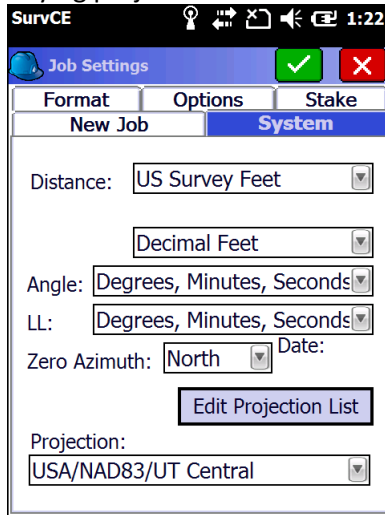 SurvCE 1:22
Job Settings
Format Options Stake
New Job System
Distance: US Survey Feet
Decimal Feet
Angle: Degrees, Minutes, Seconds
LL: Degrees, Minutes, Seconds
Zero Azimuth: North Date:
Edit Projection List
Projection:
USA/NAD83/UT Central